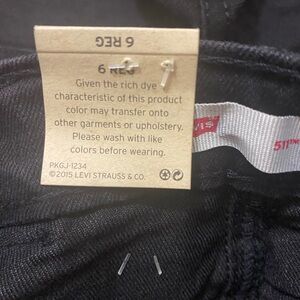 6 REG
6 REG
Given the rich dye
characteristic of this product
color may transfer onto
other garments or upholstery.
Please wash with like
colors before wearing.
PKGJ-1234
©2015 LEVI STRAUSS & CO.
511™